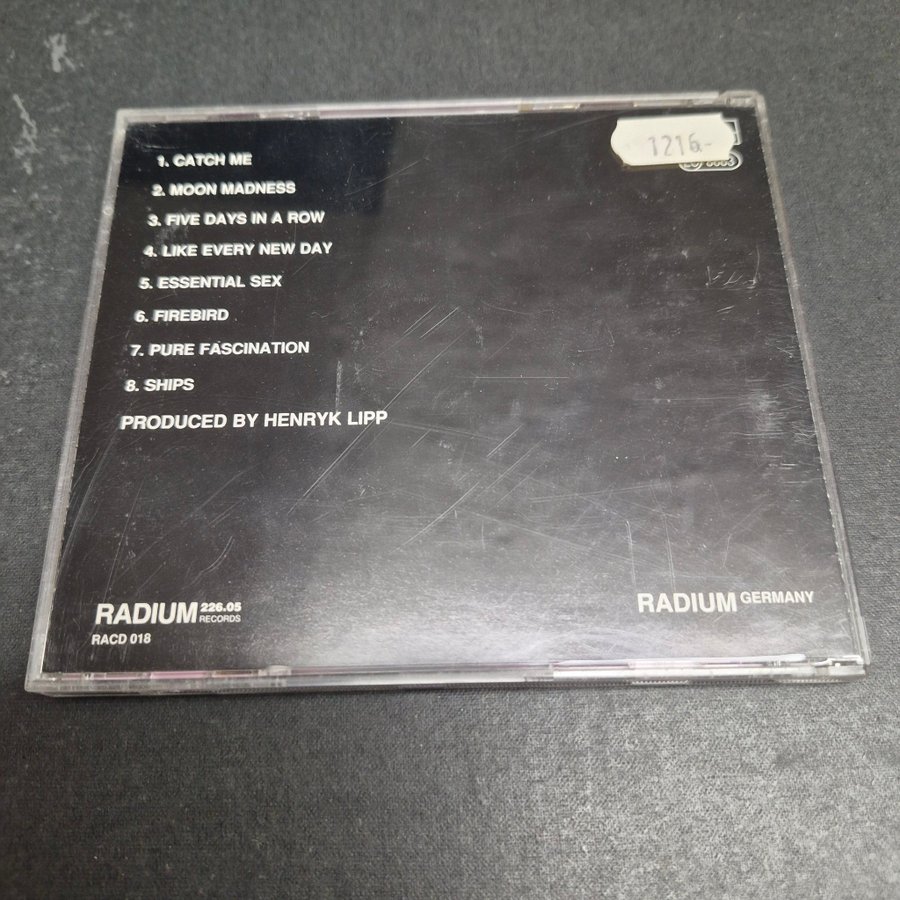 1. CATCH ME
2. MOON MADNESS
3. FIVE DAYS IN A ROW
4. LIKE EVERY NEW DAY
5. ESSENTIAL SEX
6. FIREBIRD
7. PURE FASCINATION
8. SHIPS
PRODUCED BY HENRYK LIPP
RADIUM 226.05
RECORDS
RACD 018
RADIUM GERMANY